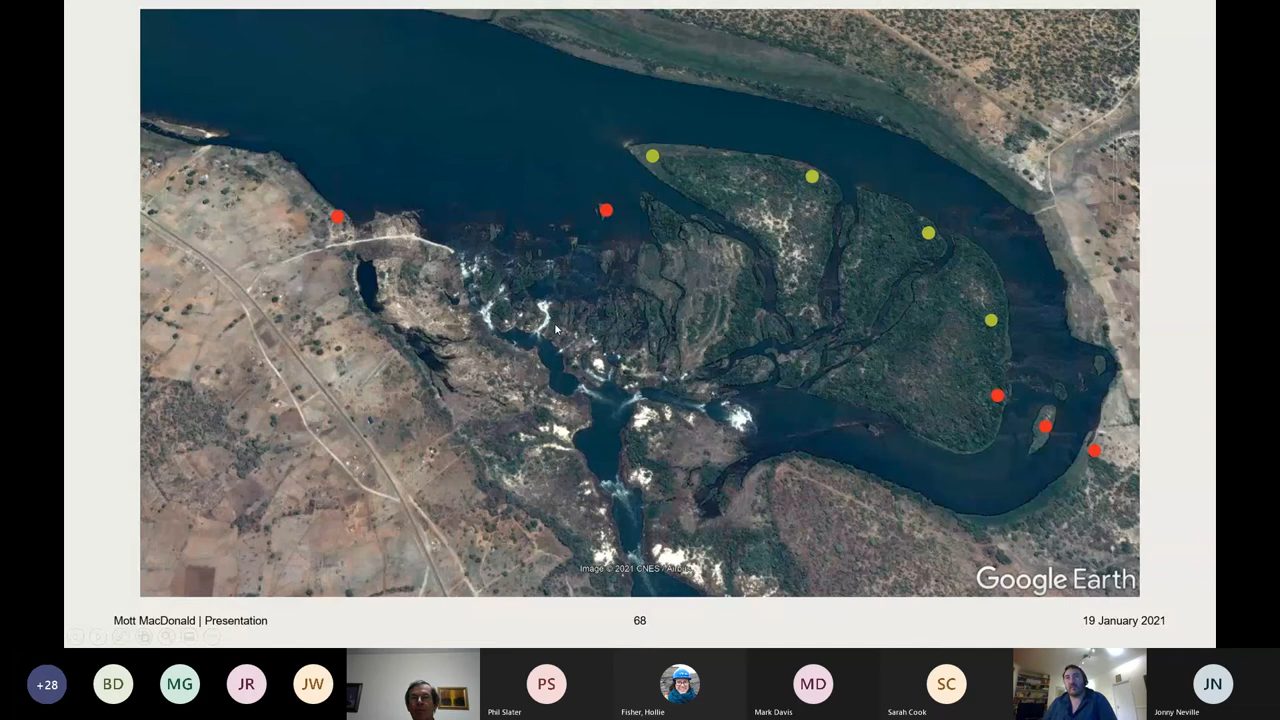 Image © 2021 CNES / Airbus
Google Earth
Mott MacDonald | Presentation
68
19 January 2021
+28
BD
MG
JR
JW
PS
MD
SC
JN
Phil Slater
Fisher, Hollie
Mark Davis
Sarah Cook
Jonny Neville